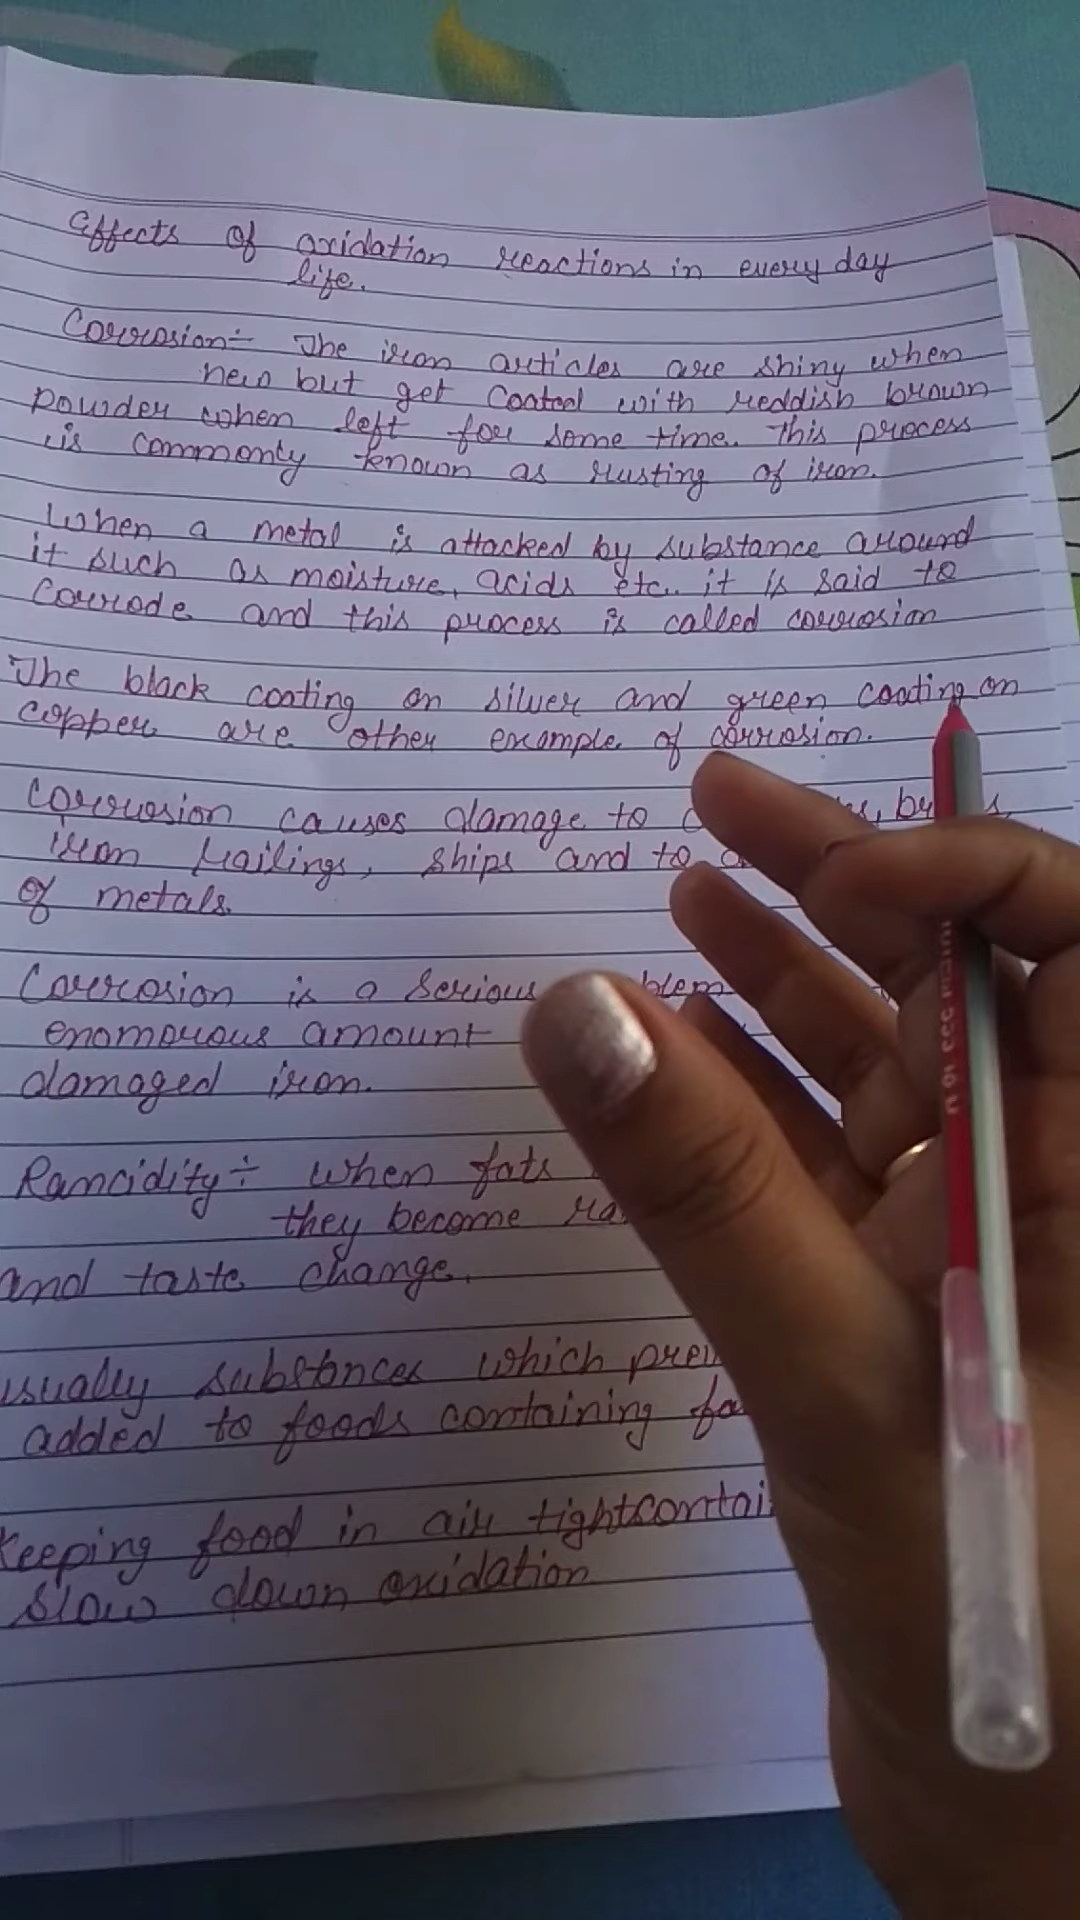 Effects of oxidation reactions in every day
life.
Corrosion÷ The iron articles are shiny when
new but get coated with reddish brown
powder when left for some time. This process
is commonly known as rusting of iron.
When a metal is attacked by substance around
it such as moisture, acids etc. it is said to
corrode and this process is called corrosion
The black coating on silver and green coating on
copper are other example of corrosion.
Corrosion causes damage to
iron railings, ships and to
of metals.
Corrosion is a serious
enomorous amount
damaged iron.
Rancidity÷ when fats
they become
and taste change.
usually substances which
added to foods containing
Keeping food in air
slow down oxidation